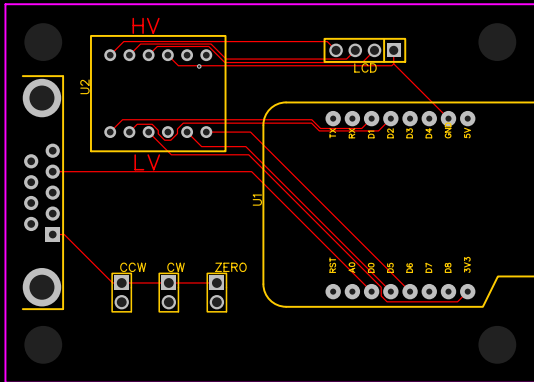 HV
U2
LCD
LV
U1
TX RX D1 D2 D3 D4 GND 5V
RST A0 D0 D5 D6 D7 D8 3V3
CCW CW ZERO